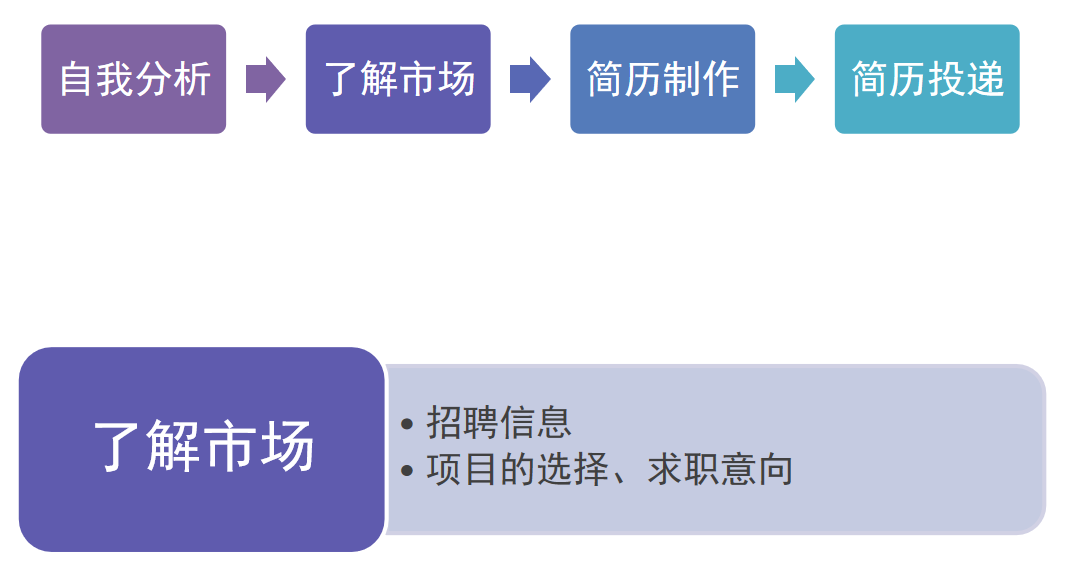 自我分析
了解市场
简历制作
简历投递
了解市场
• 招聘信息
• 项目的选择、求职意向